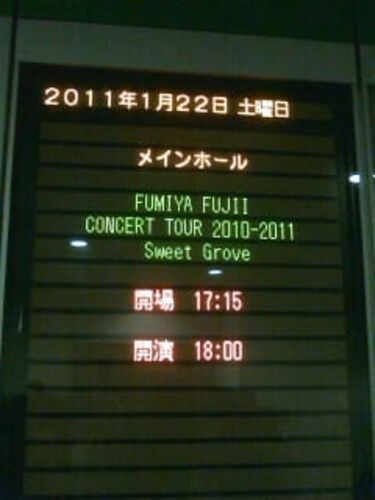 2011年1月22日 土曜日
メインホール
FUMIYA FUJII
CONCERT TOUR 2010-2011
Sweet Grove
開場 17:15
開演 18:00